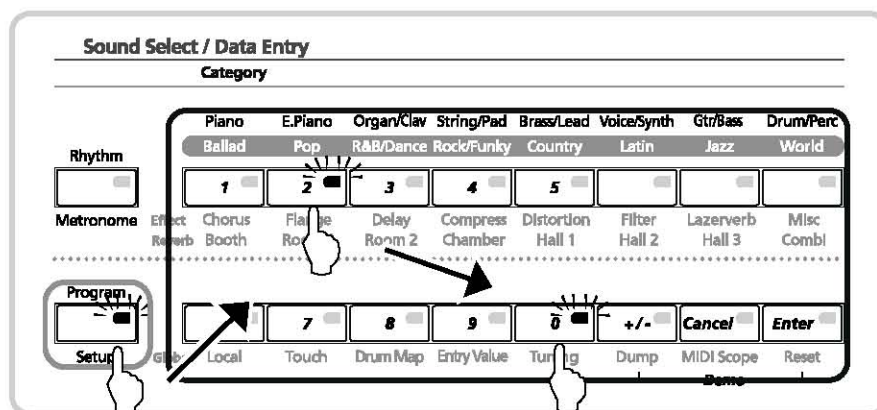 Sound Select / Data Entry
Category
Piano E.Piano Organ/Clav String/Pad Brass/Lead Voice/Synth Gtr/Bass Drum/Perc
Rhythm Ballad Pop R&B/Dance Rock/Funky Country Latin Jazz World
1 2 3 4 5
Metronome Effect Chorus Delay Compress Distortion Filter Lazerverb Misc
Reverb Booth Room 2 Chamber Hall 1 Hall 2 Hall 3 Combi
Program
7 8 9 0 +/- Cancel Enter
Setup Local Touch Drum Map Entry Value Tuning Dump MIDI Scope Reset
Demo